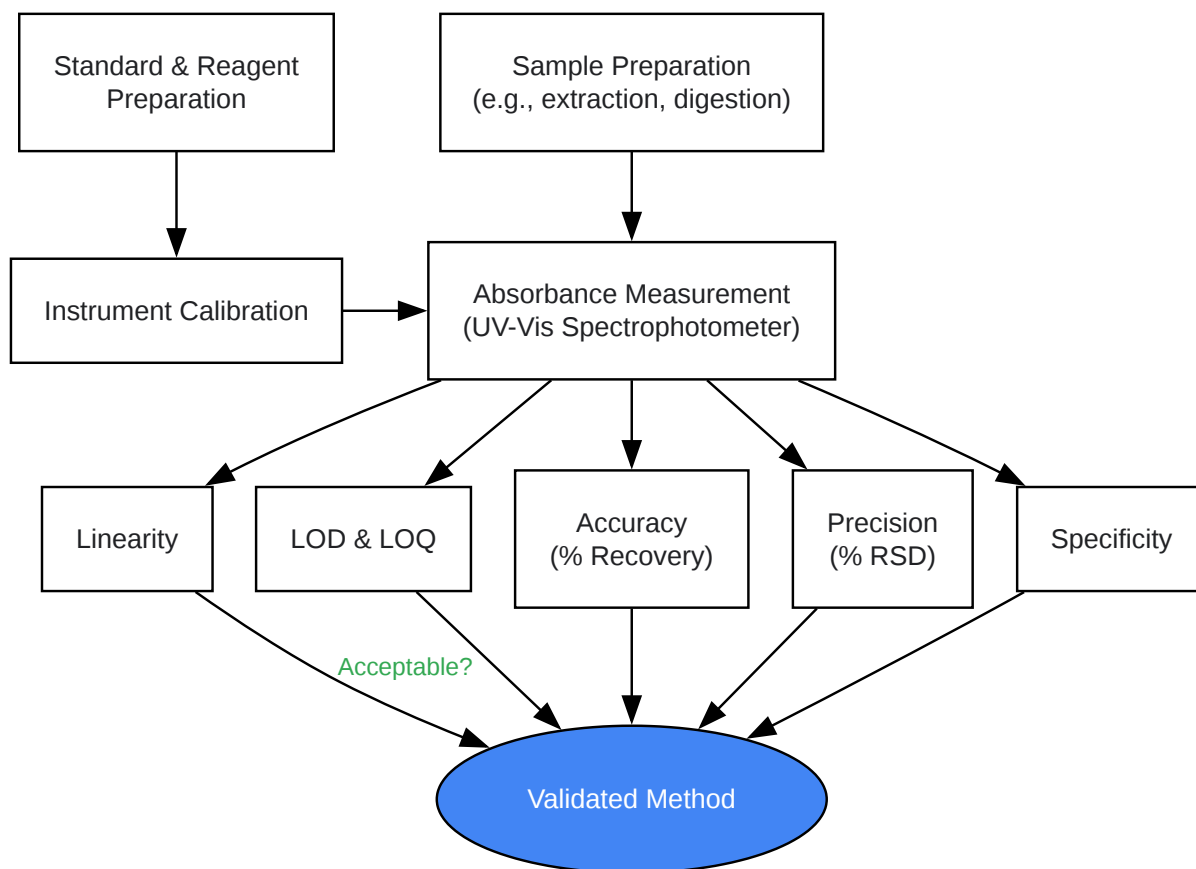 Standard & Reagent
Preparation
Sample Preparation
(e.g., extraction, digestion)
Instrument Calibration
Absorbance Measurement
(UV-Vis Spectrophotometer)
Linearity
LOD & LOQ
Accuracy
(% Recovery)
Precision
(% RSD)
Specificity
Acceptable?
Validated Method